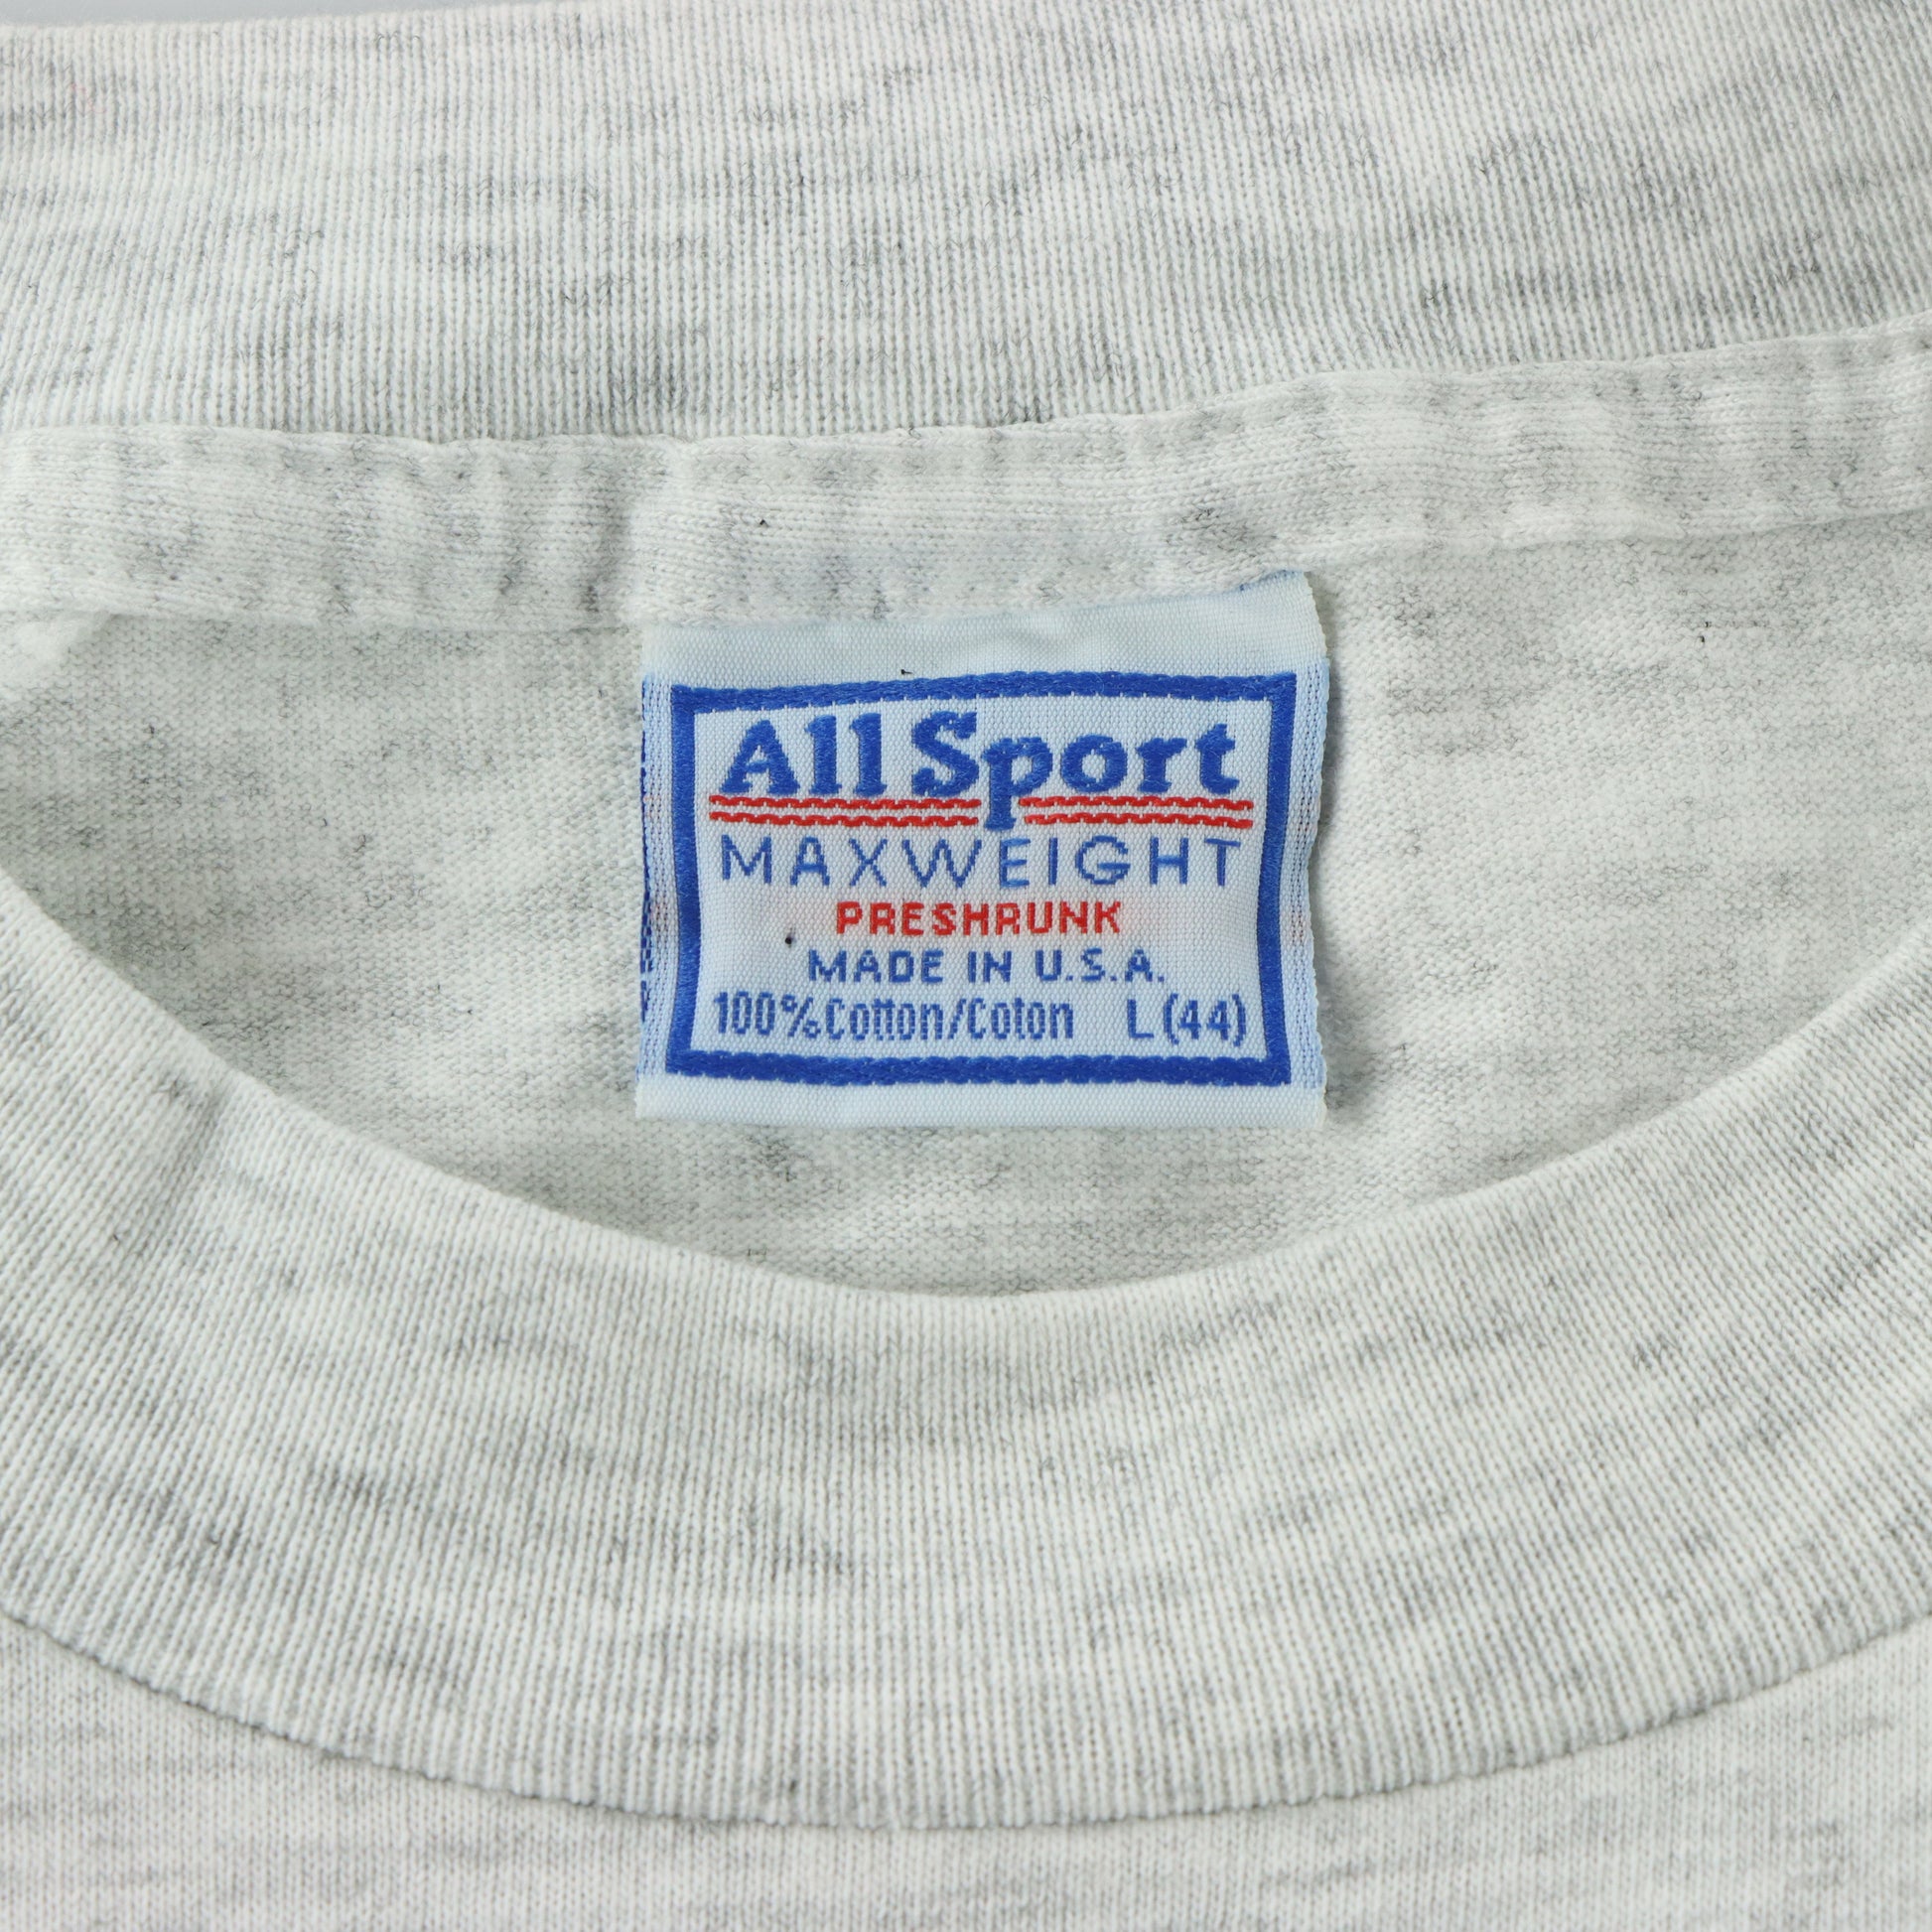 All Sport
MAXWEIGHT
PRESHRUNK
MADE IN U.S.A.
100% Cotton/Coton L (44)